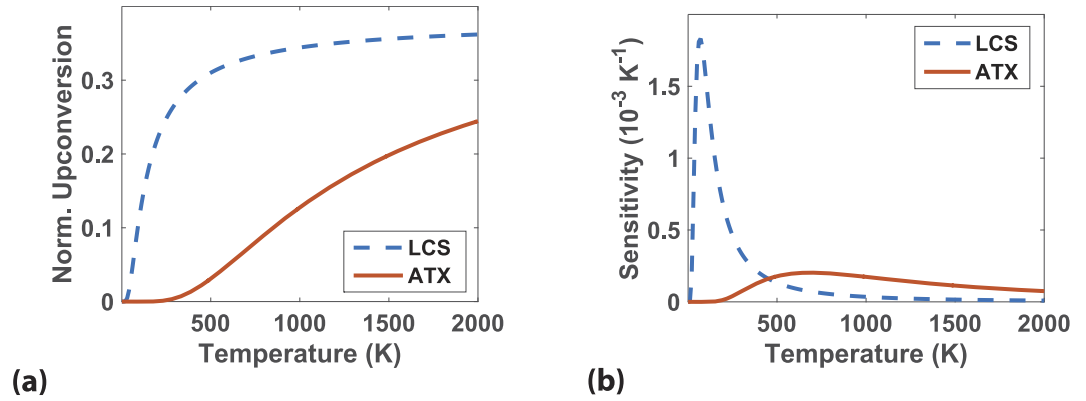 Norm. Upconversion
0.3
0.2
0.1
0
500
1000
1500
2000
Temperature (K)
LCS
ATX
(a)
Sensitivity (10⁻³ K⁻¹)
1.5
1
0.5
0
500
1000
1500
2000
Temperature (K)
LCS
ATX
(b)